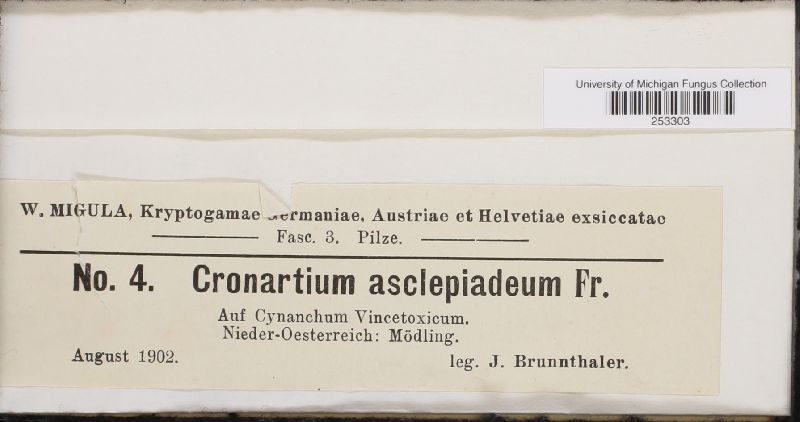 University of Michigan Fungus Collection
253303
W. MIGULA, Kryptogamae Germaniae, Austriae et Helvetiae exsiccatae
Fasc. 3. Pilze.
No. 4. Cronartium asclepiadeum Fr.
Auf Cynanchum Vincetoxicum.
Nieder-Oesterreich: Mödling.
August 1902. leg. J. Brunnthaler.